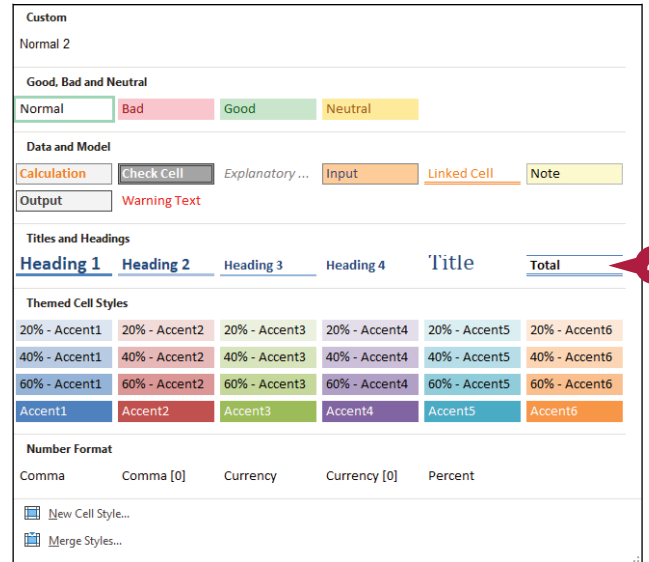 Custom
Normal 2
Good, Bad and Neutral
Normal Bad Good Neutral
Data and Model
Calculation Check Cell Explanatory ... Input Linked Cell Note
Output Warning Text
Titles and Headings
Heading 1 Heading 2 Heading 3 Heading 4 Title Total
Themed Cell Styles
20% - Accent1 20% - Accent2 20% - Accent3 20% - Accent4 20% - Accent5 20% - Accent6
40% - Accent1 40% - Accent2 40% - Accent3 40% - Accent4 40% - Accent5 40% - Accent6
60% - Accent1 60% - Accent2 60% - Accent3 60% - Accent4 60% - Accent5 60% - Accent6
Accent1 Accent2 Accent3 Accent4 Accent5 Accent6
Number Format
Comma Comma [0] Currency Currency [0] Percent
New Cell Style...
Merge Styles...